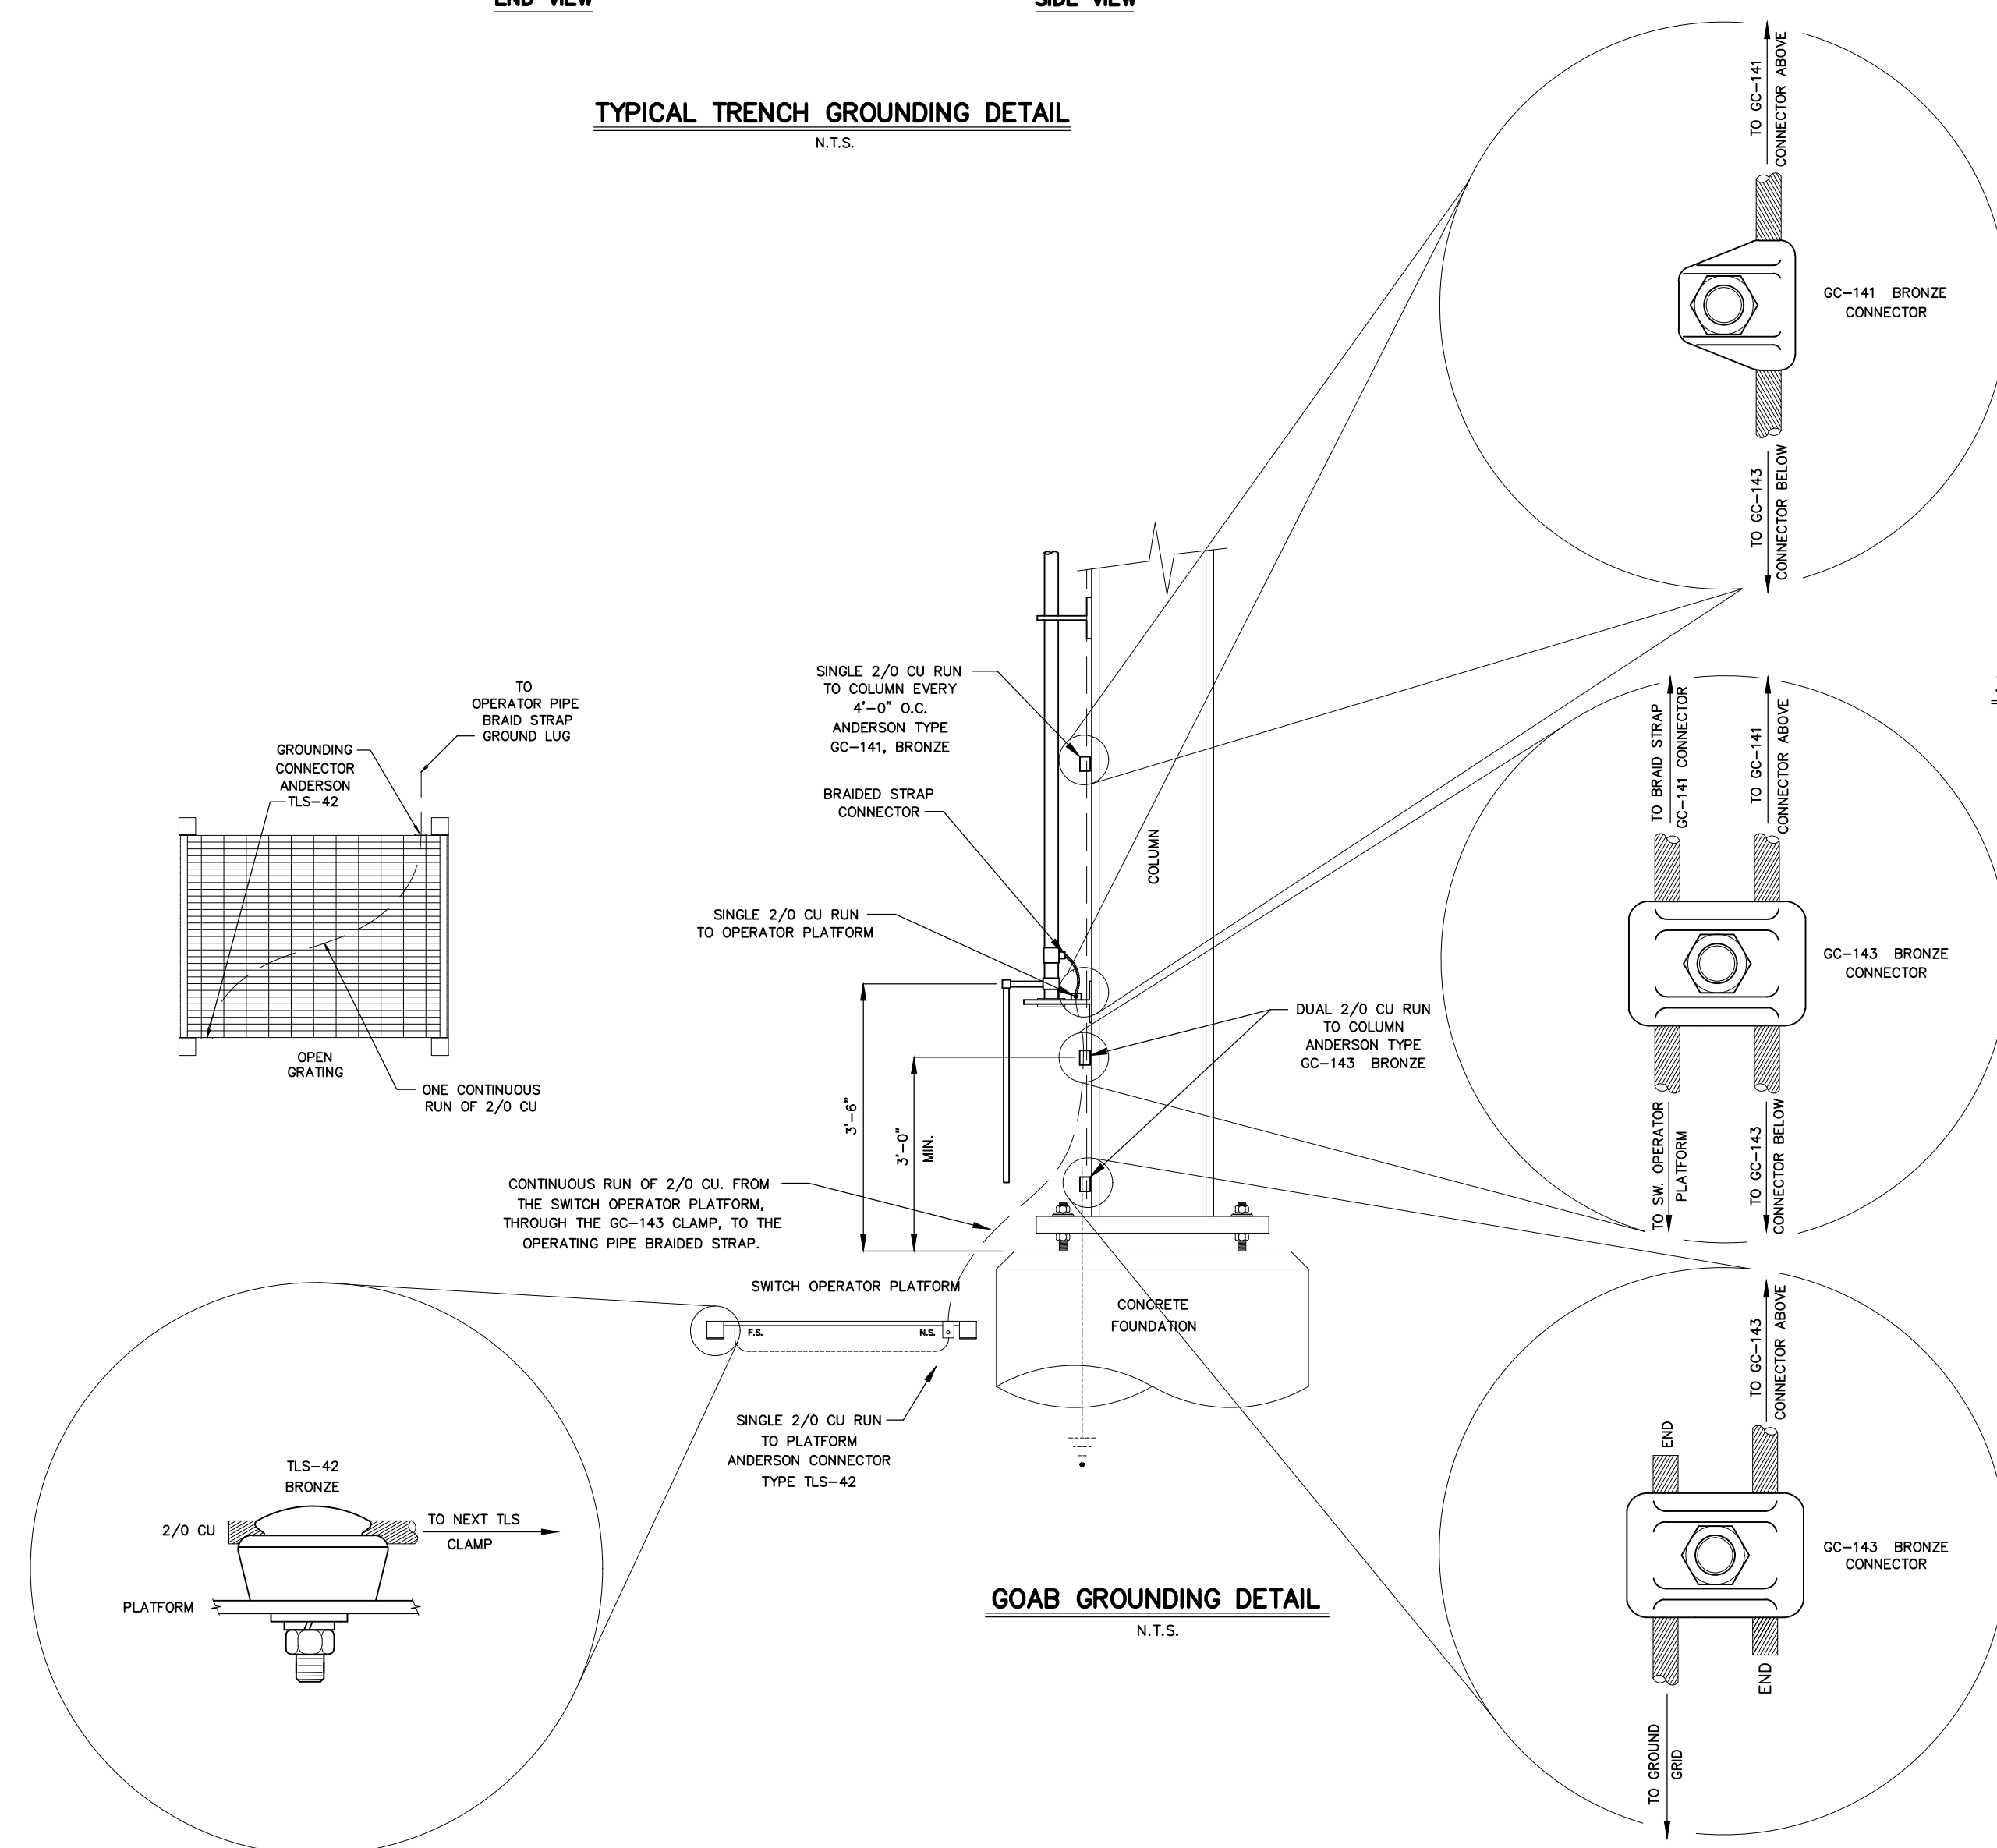 END VIEW
SIDE VIEW
TYPICAL TRENCH GROUNDING DETAIL
N.T.S.
TO GC-141
CONNECTOR ABOVE
GC-141 BRONZE
CONNECTOR
TO GC-143
CONNECTOR BELOW
TO
OPERATOR PIPE
BRAID STRAP
GROUND LUG
GROUNDING
CONNECTOR
ANDERSON
TLS-42
OPEN
GRATING
ONE CONTINUOUS
RUN OF 2/0 CU
SINGLE 2/0 CU RUN
TO COLUMN EVERY
4'-0" O.C.
ANDERSON TYPE
GC-141, BRONZE
BRAIDED STRAP
CONNECTOR
SINGLE 2/0 CU RUN
TO OPERATOR PLATFORM
COLUMN
DUAL 2/0 CU RUN
TO COLUMN
ANDERSON TYPE
GC-143 BRONZE
3'-6"
3'-0"
MIN.
CONTINUOUS RUN OF 2/0 CU. FROM
THE SWITCH OPERATOR PLATFORM,
THROUGH THE GC-143 CLAMP, TO THE
OPERATING PIPE BRAIDED STRAP.
SWITCH OPERATOR PLATFORM
F.S.
N.S.
CONCRETE
FOUNDATION
SINGLE 2/0 CU RUN
TO PLATFORM
ANDERSON CONNECTOR
TYPE TLS-42
TO BRAID STRAP
GC-141 CONNECTOR
TO GC-141
CONNECTOR ABOVE
GC-143 BRONZE
CONNECTOR
TO SW. OPERATOR
PLATFORM
TO GC-143
CONNECTOR BELOW
TLS-42
BRONZE
2/0 CU
TO NEXT TLS
CLAMP
PLATFORM
GOAB GROUNDING DETAIL
N.T.S.
TO GC-143
CONNECTOR ABOVE
END
GC-143 BRONZE
CONNECTOR
END
TO GROUND
GRID